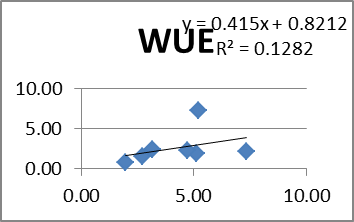 y = 0.415x + 0.8212
WUE
R² = 0.1282
10.00
5.00
0.00
0.00 5.00 10.00